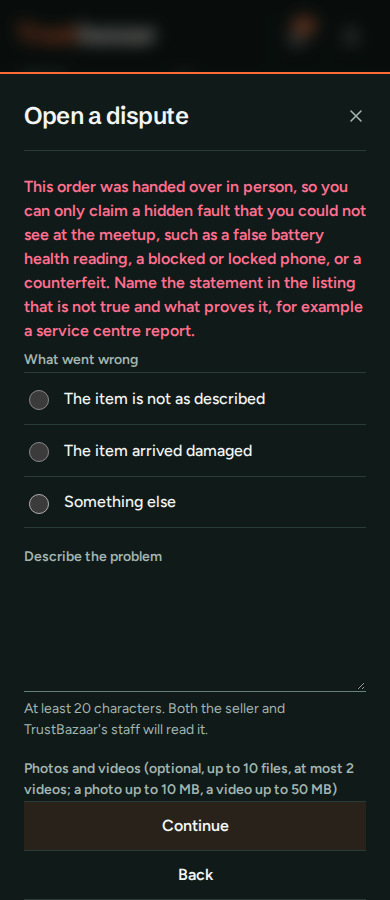 Open a dispute
This order was handed over in person, so you
can only claim a hidden fault that you could not
see at the meetup, such as a false battery
health reading, a blocked or locked phone, or a
counterfeit. Name the statement in the listing
that is not true and what proves it, for example
a service centre report.
What went wrong
The item is not as described
The item arrived damaged
Something else
Describe the problem
At least 20 characters. Both the seller and
TrustBazaar's staff will read it.
Photos and videos (optional, up to 10 files, at most 2
videos; a photo up to 10 MB, a video up to 50 MB)
Continue
Back